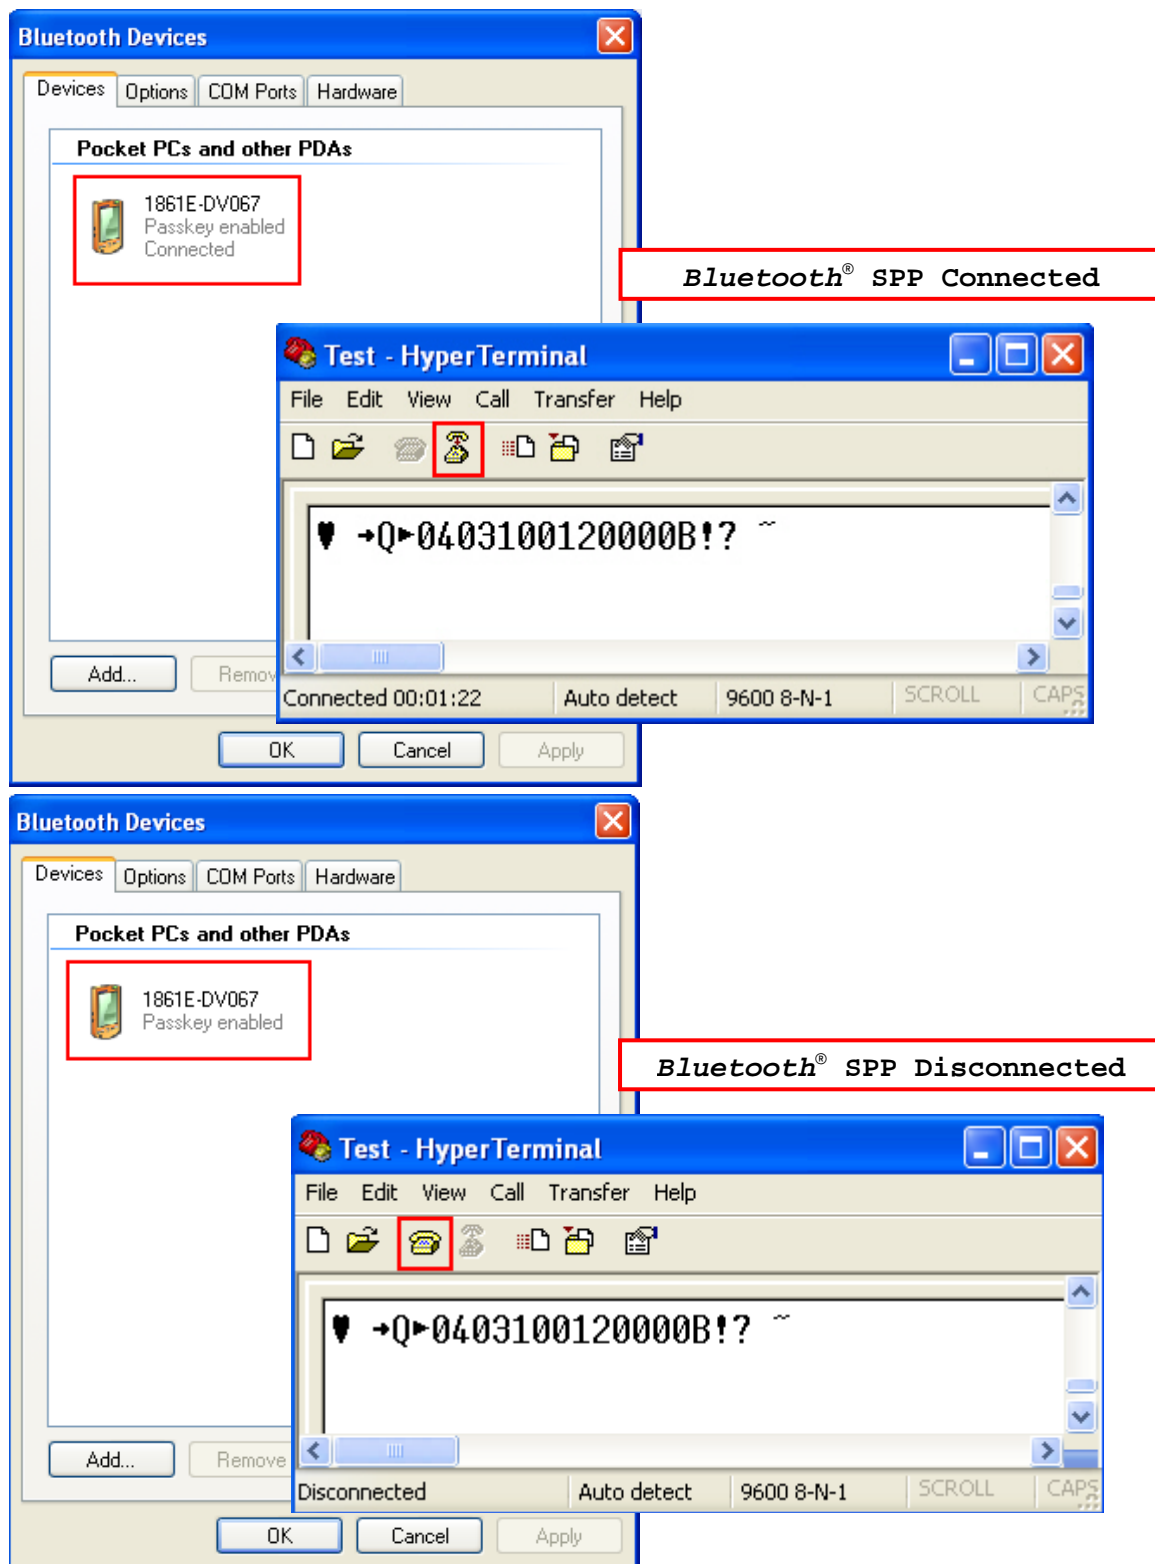 Bluetooth Devices
Devices Options COM Ports Hardware
Pocket PCs and other PDAs
1861E-DV067
Passkey enabled
Connected
Bluetooth® SPP Connected
Test - HyperTerminal
File Edit View Call Transfer Help
♥ →Q►0403100120000B!? ~
Add... Remov
Connected 00:01:22 Auto detect 9600 8-N-1 SCROLL CAPS
OK Cancel Apply
Bluetooth Devices
Devices Options COM Ports Hardware
Pocket PCs and other PDAs
1861E-DV067
Passkey enabled
Bluetooth® SPP Disconnected
Test - HyperTerminal
File Edit View Call Transfer Help
♥ →Q►0403100120000B!? ~
Add... Remove
Disconnected Auto detect 9600 8-N-1 SCROLL CAPS
OK Cancel Apply